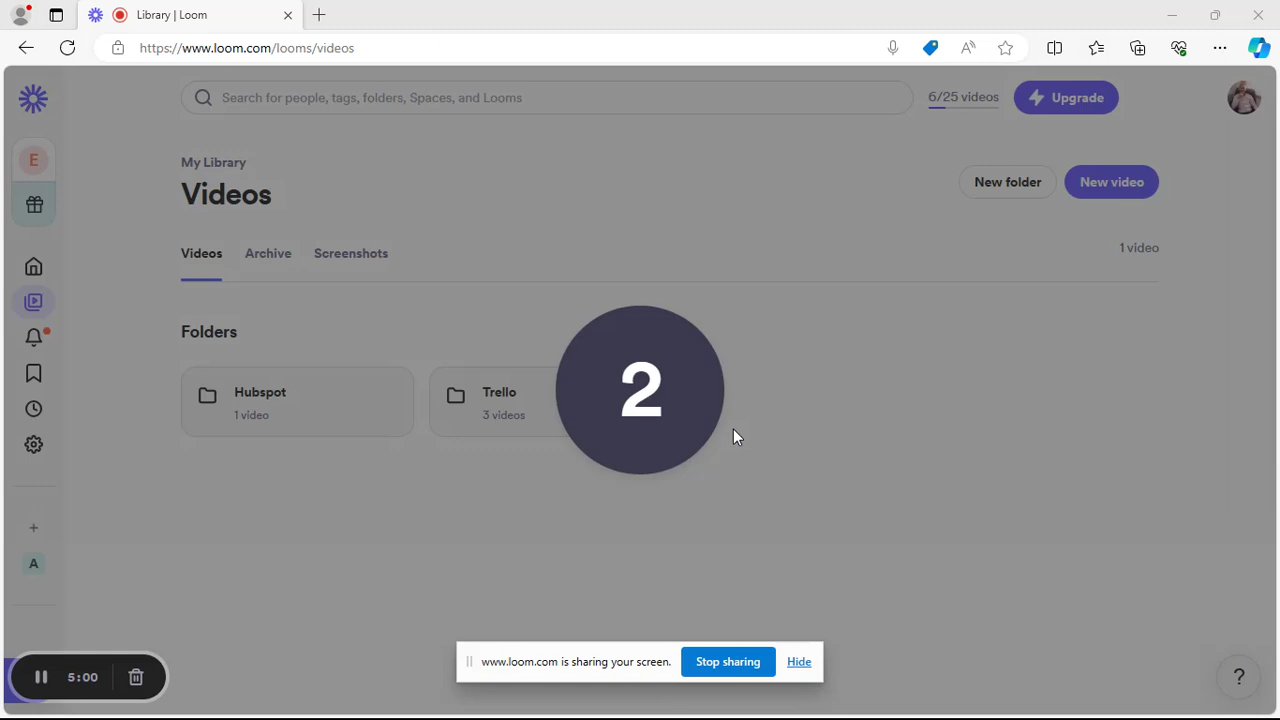 Library | Loom
https://www.loom.com/looms/videos
Search for people, tags, folders, Spaces, and Looms
6/25 videos
Upgrade
E
My Library
Videos
New folder
New video
Videos
Archive
Screenshots
1 video
Folders
Hubspot
1 video
Trello
3 videos
2
A
www.loom.com is sharing your screen.
Stop sharing
Hide
5:00
?